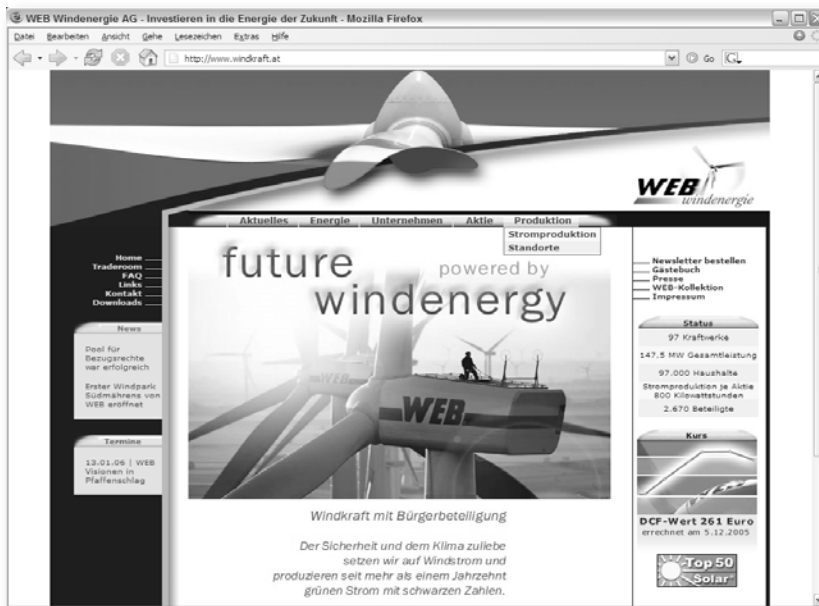 WEB Windenergie AG - Investieren in die Energie der Zukunft - Mozilla Firefox
Datei Bearbeiten Ansicht Gehe Lesezeichen Extras Hilfe
http://www.windkraft.at
Go
WEB
windenergie
Aktuelles Energie Unternehmen Aktie Produktion
Stromproduktion
Standorte
Home
Traderoom
FAQ
Links
Kontakt
Downloads
News
Pool für
Bezugsrechte
war erfolgreich
Erster Windpark
Südmährens von
WEB eröffnet
Termine
13.01.06 | WEB
Visionen in
Pfaffenschlag
future
powered by
windenergy
WEB
WEB
Windkraft mit Bürgerbeteiligung
Der Sicherheit und dem Klima zuliebe
setzen wir auf Windstrom und
produzieren seit mehr als einem Jahrzehnt
grünen Strom mit schwarzen Zahlen.
Newsletter bestellen
Gästebuch
Presse
WEB-Kollektion
Impressum
Status
97 Kraftwerke
147,5 MW Gesamtleistung
97.000 Haushalte
Stromproduktion je Aktie
800 Kilowattstunden
2.670 Beteiligte
Kurs
DCF-Wert 261 Euro
errechnet am 5.12.2005
Top 50
Solar